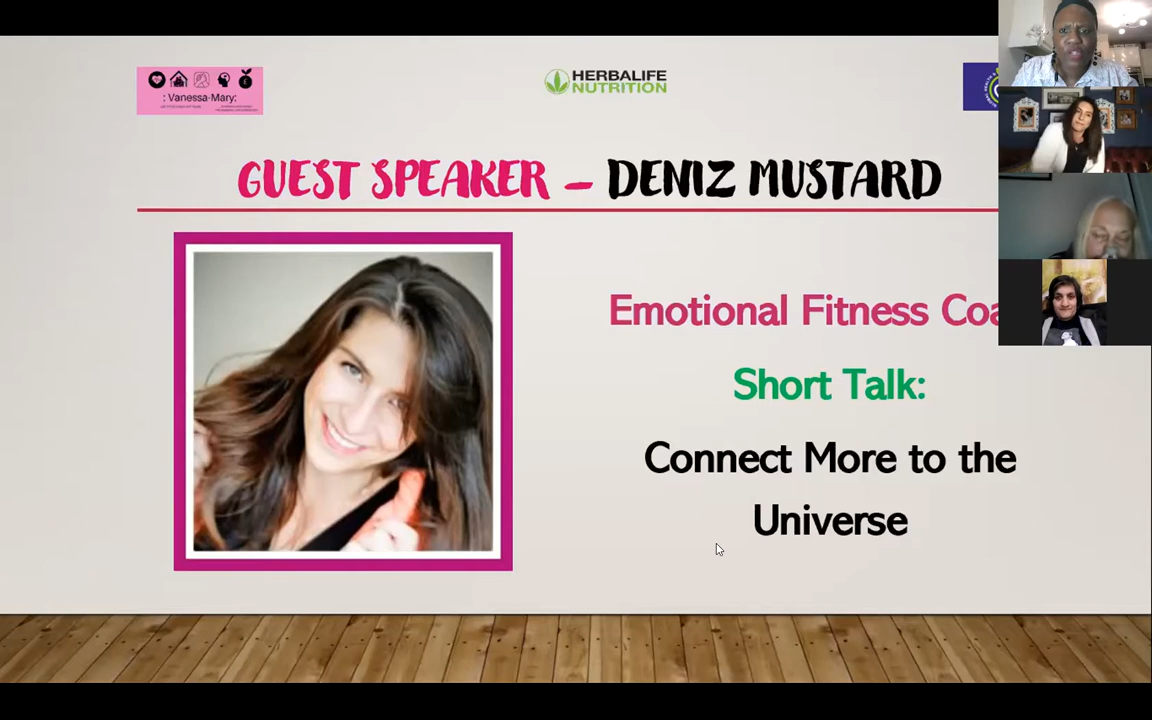 : Vanessa-Mary:
HERBALIFE
NUTRITION
GUEST SPEAKER – DENIZ MUSTARD
Emotional Fitness Coa
Short Talk:
Connect More to the
Universe